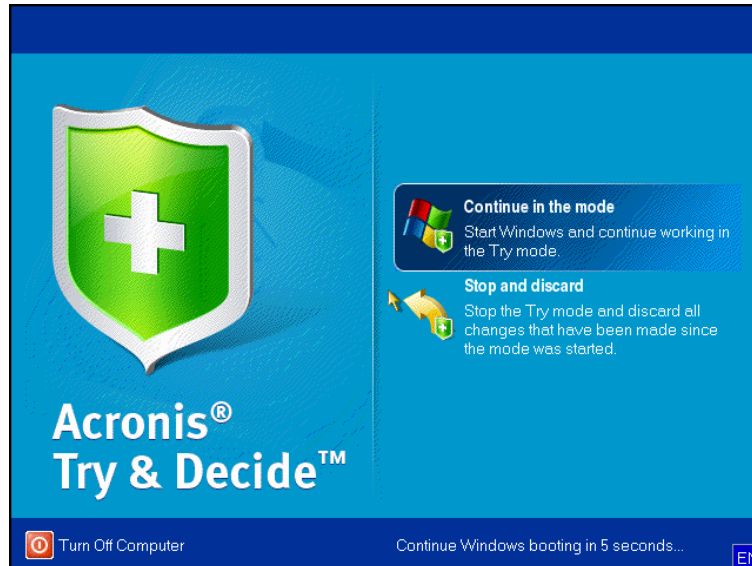 Continue in the mode
Start Windows and continue working in
the Try mode.
Stop and discard
Stop the Try mode and discard all
changes that have been made since
the mode was started.
Acronis®
Try & Decide™
Turn Off Computer
Continue Windows booting in 5 seconds...
EN